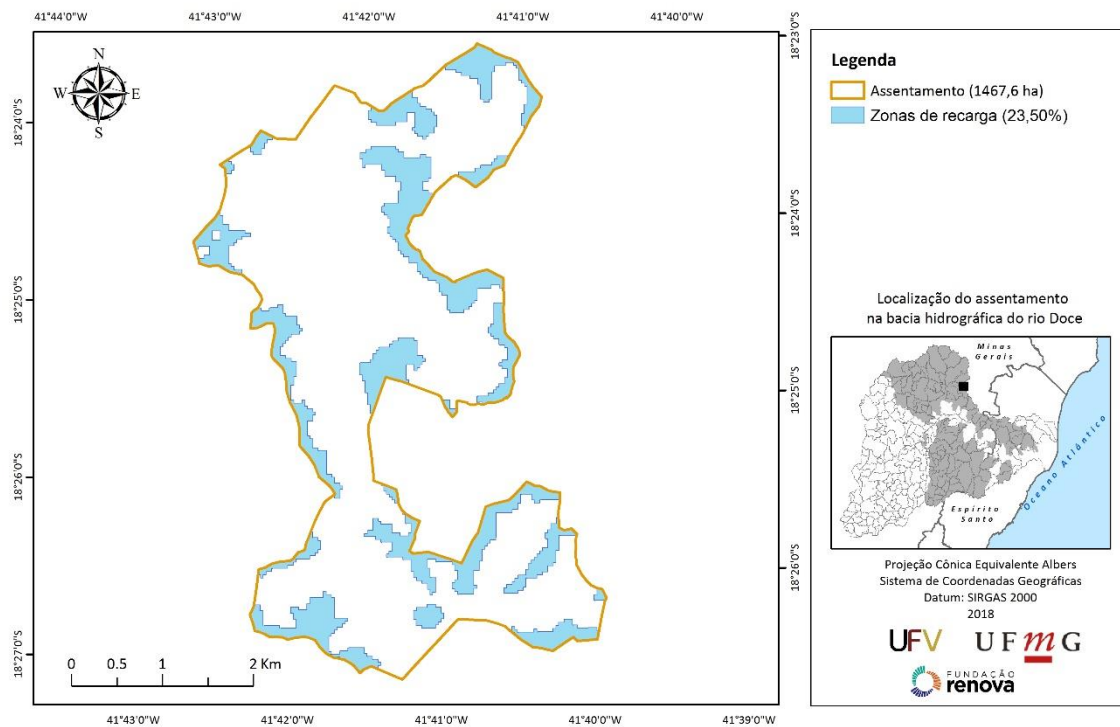 41°44'0"W 41°43'0"W 41°42'0"W 41°41'0"W 41°40'0"W
18°23'0"S
18°24'0"S
18°25'0"S
18°26'0"S
18°24'0"S
18°25'0"S
18°26'0"S
18°27'0"S
N
W E
S
0 0.5 1 2 Km
41°43'0"W 41°42'0"W 41°41'0"W 41°40'0"W 41°39'0"W
Legenda
Assentamento (1467,6 ha)
Zonas de recarga (23,50%)
Localização do assentamento
na bacia hidrográfica do rio Doce
Minas
Gerais
Oceano Atlântico
Espírito
Santo
Projeção Cônica Equivalente Albers
Sistema de Coordenadas Geográficas
Datum: SIRGAS 2000
2018
UFV UFmG
FUNDAÇÃO
renova